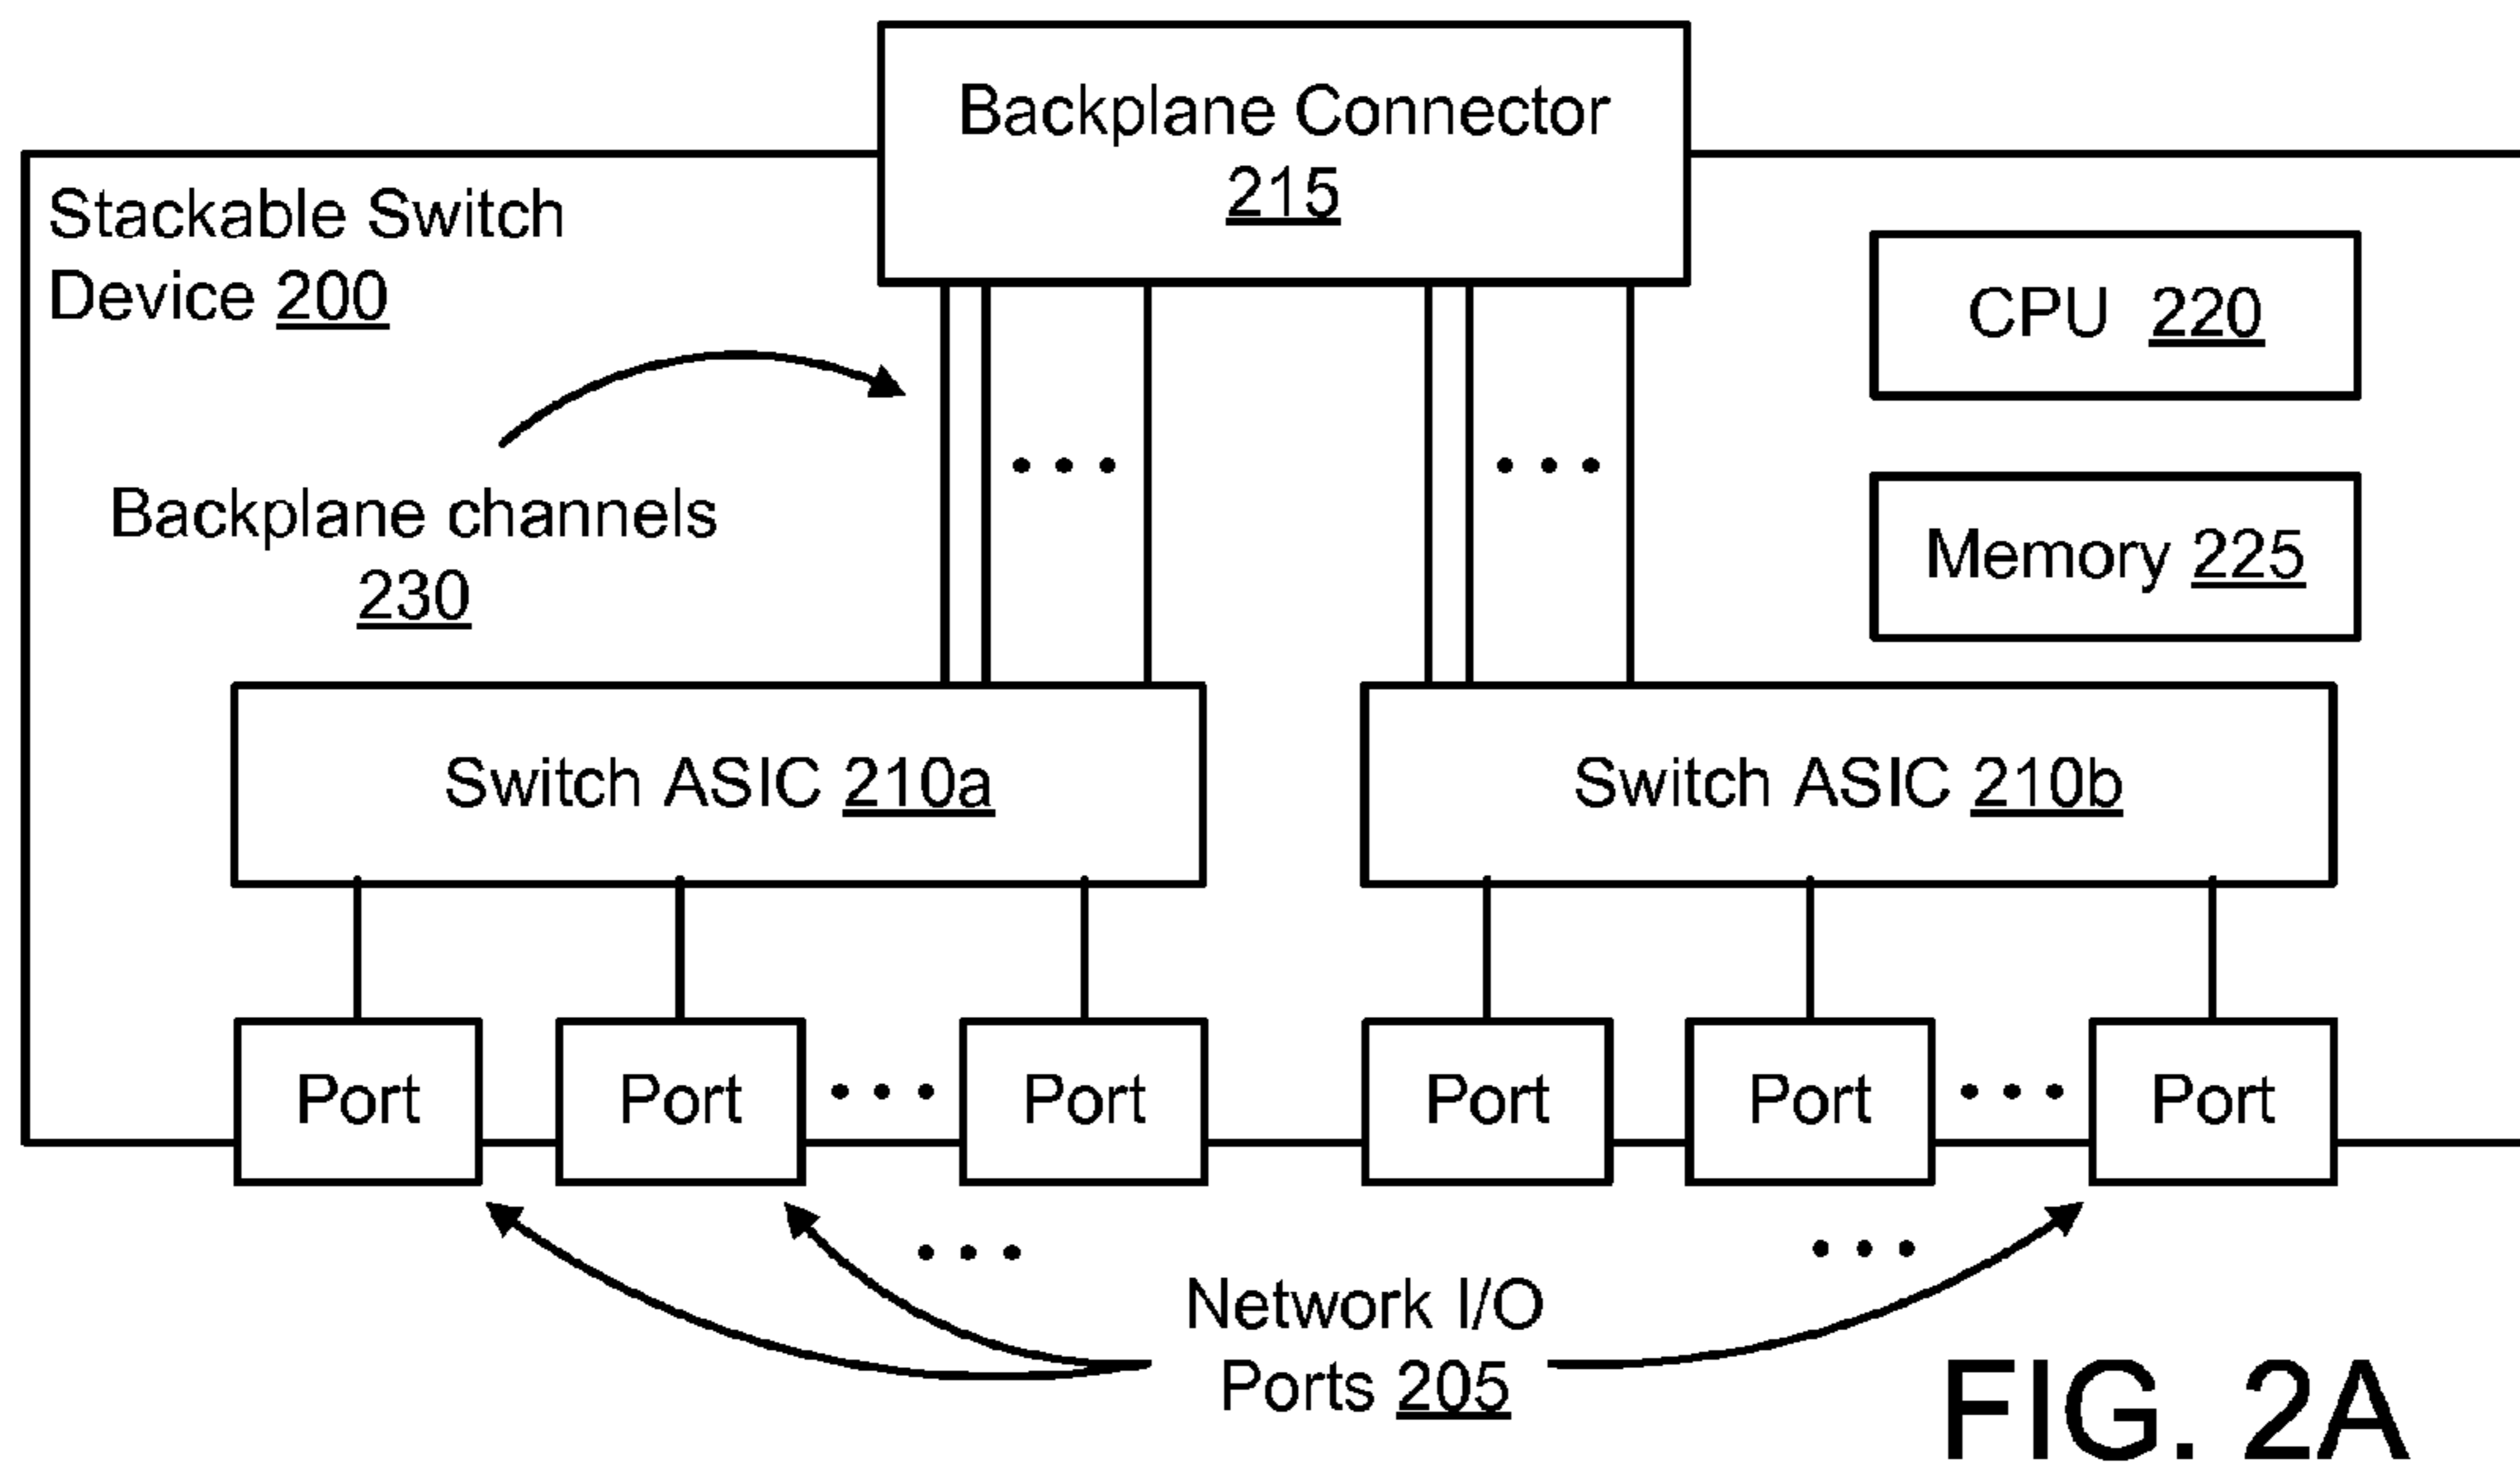 Backplane Connector
215
Stackable Switch
Device 200
CPU 220
Backplane channels
230
Memory 225
Switch ASIC 210a
Switch ASIC 210b
Port
Port
Port
Port
Port
Port
Network I/O
Ports 205
FIG. 2A